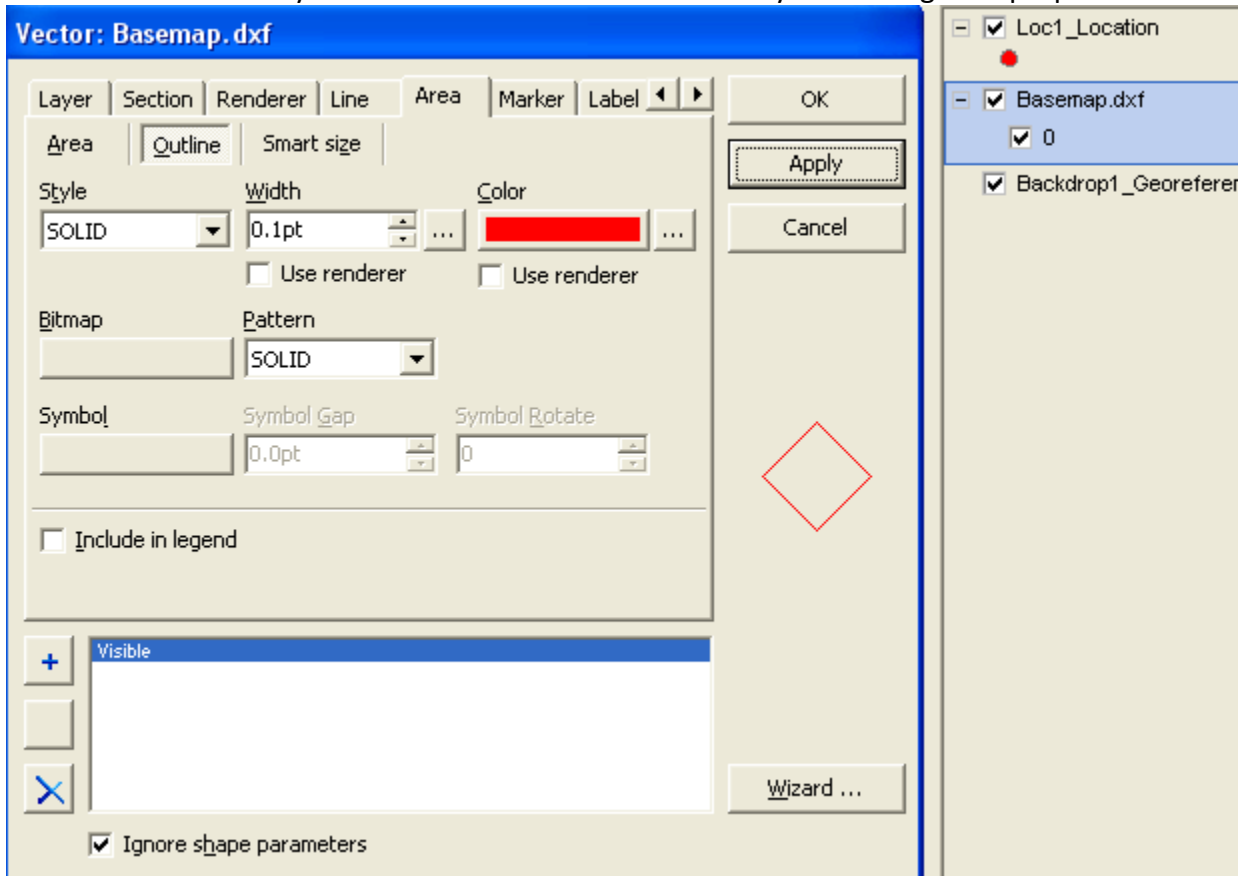 Vector: Basemap.dxf
Layer Section Renderer Line Area Marker Label
Area Outline Smart size
Style Width Color
SOLID 0.1pt ... ...
Use renderer Use renderer
Bitmap Pattern
SOLID
Symbol Symbol Gap Symbol Rotate
0.0pt 0
Include in legend
+ Visible
Ignore shape parameters
OK
Apply
Cancel
Wizard ...
Loc1_Location
Basemap.dxf
0
Backdrop1_Georeferer